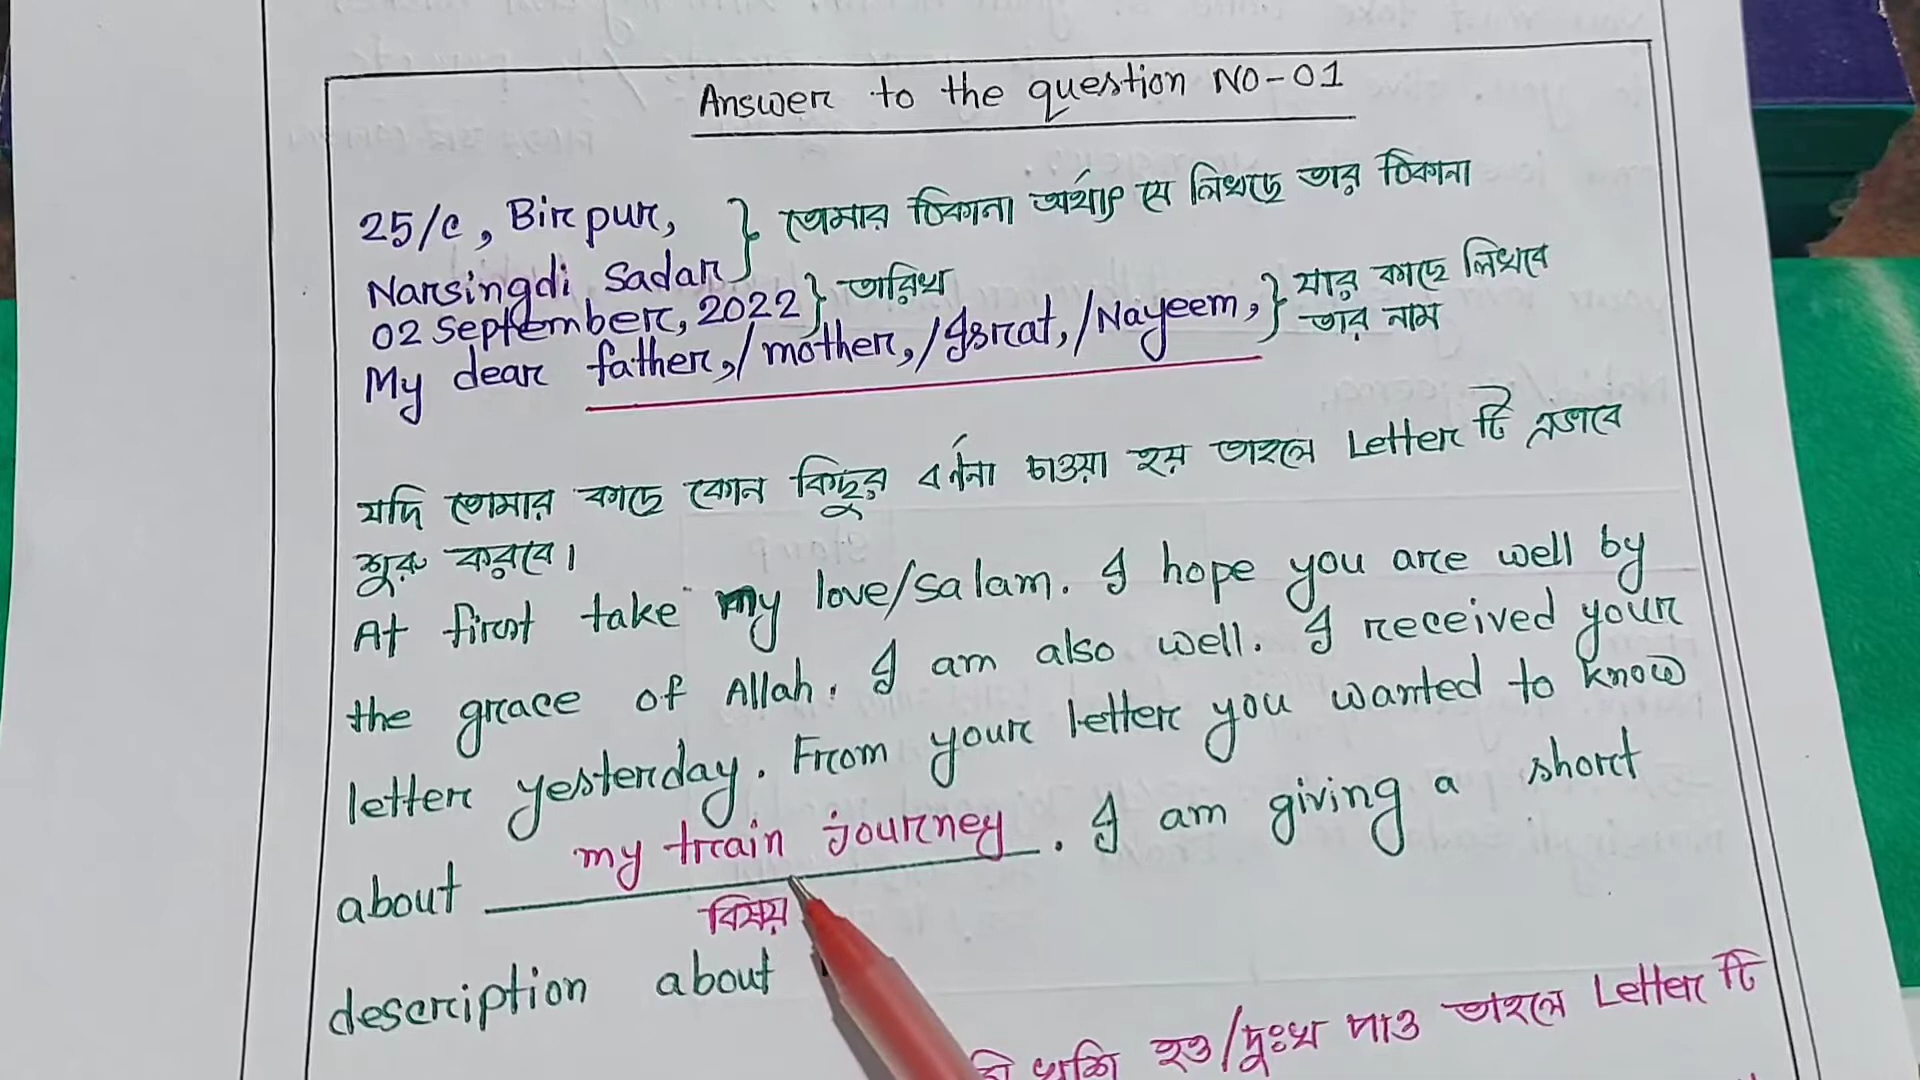 Answer to the question NO-01
25/c, Birpur,
Narsingdi Sadar
} তোমার ঠিকানা অর্থাৎ যে লিখছে তার ঠিকানা
02 September, 2022 } তারিখ
My dear father,/mother,/Israt,/Nayeem, } যার কাছে লিখবে
তার নাম
যদি তোমার কাছে কোন কিছুর বর্ণনা চাওয়া হয় তাহলে Letter টি এভাবে
শুরু করবে।
At first take my love/salam. I hope you are well by
the grace of Allah. I am also well. I received your
letter yesterday. From your letter you wanted to know
about my train journey. I am giving a short
বিষয়
description about
খুশি হও/দুঃখ পাও তাহলে Letter টি